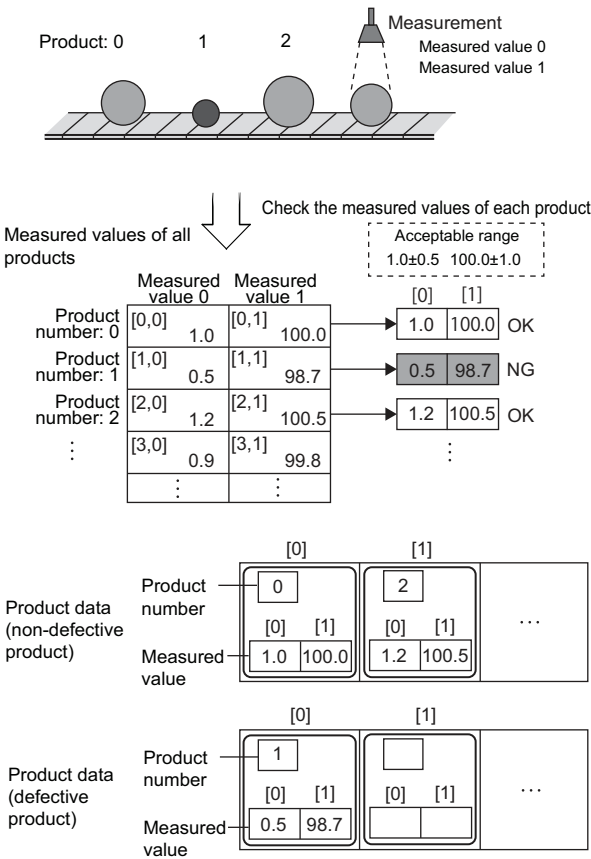 Product: 0 1 2
Measurement
Measured value 0
Measured value 1
Check the measured values of each product
Measured values of all
products
Acceptable range
1.0±0.5 100.0±1.0
Measured
value 0
Measured
value 1
[0] [1]
Product
number: 0
[0,0] 1.0 [0,1] 100.0
1.0 100.0 OK
Product
number: 1
[1,0] 0.5 [1,1] 98.7
0.5 98.7 NG
Product
number: 2
[2,0] 1.2 [2,1] 100.5
1.2 100.5 OK
⋮ [3,0] 0.9 [3,1] 99.8 ⋮
⋮ ⋮
[0] [1]
Product data
(non-defective
product)
Product
number
0 2 ...
[0] [1] [0] [1]
Measured
value
1.0 100.0 1.2 100.5
[0] [1]
Product data
(defective
product)
Product
number
1 ...
[0] [1] [0] [1]
Measured
value
0.5 98.7